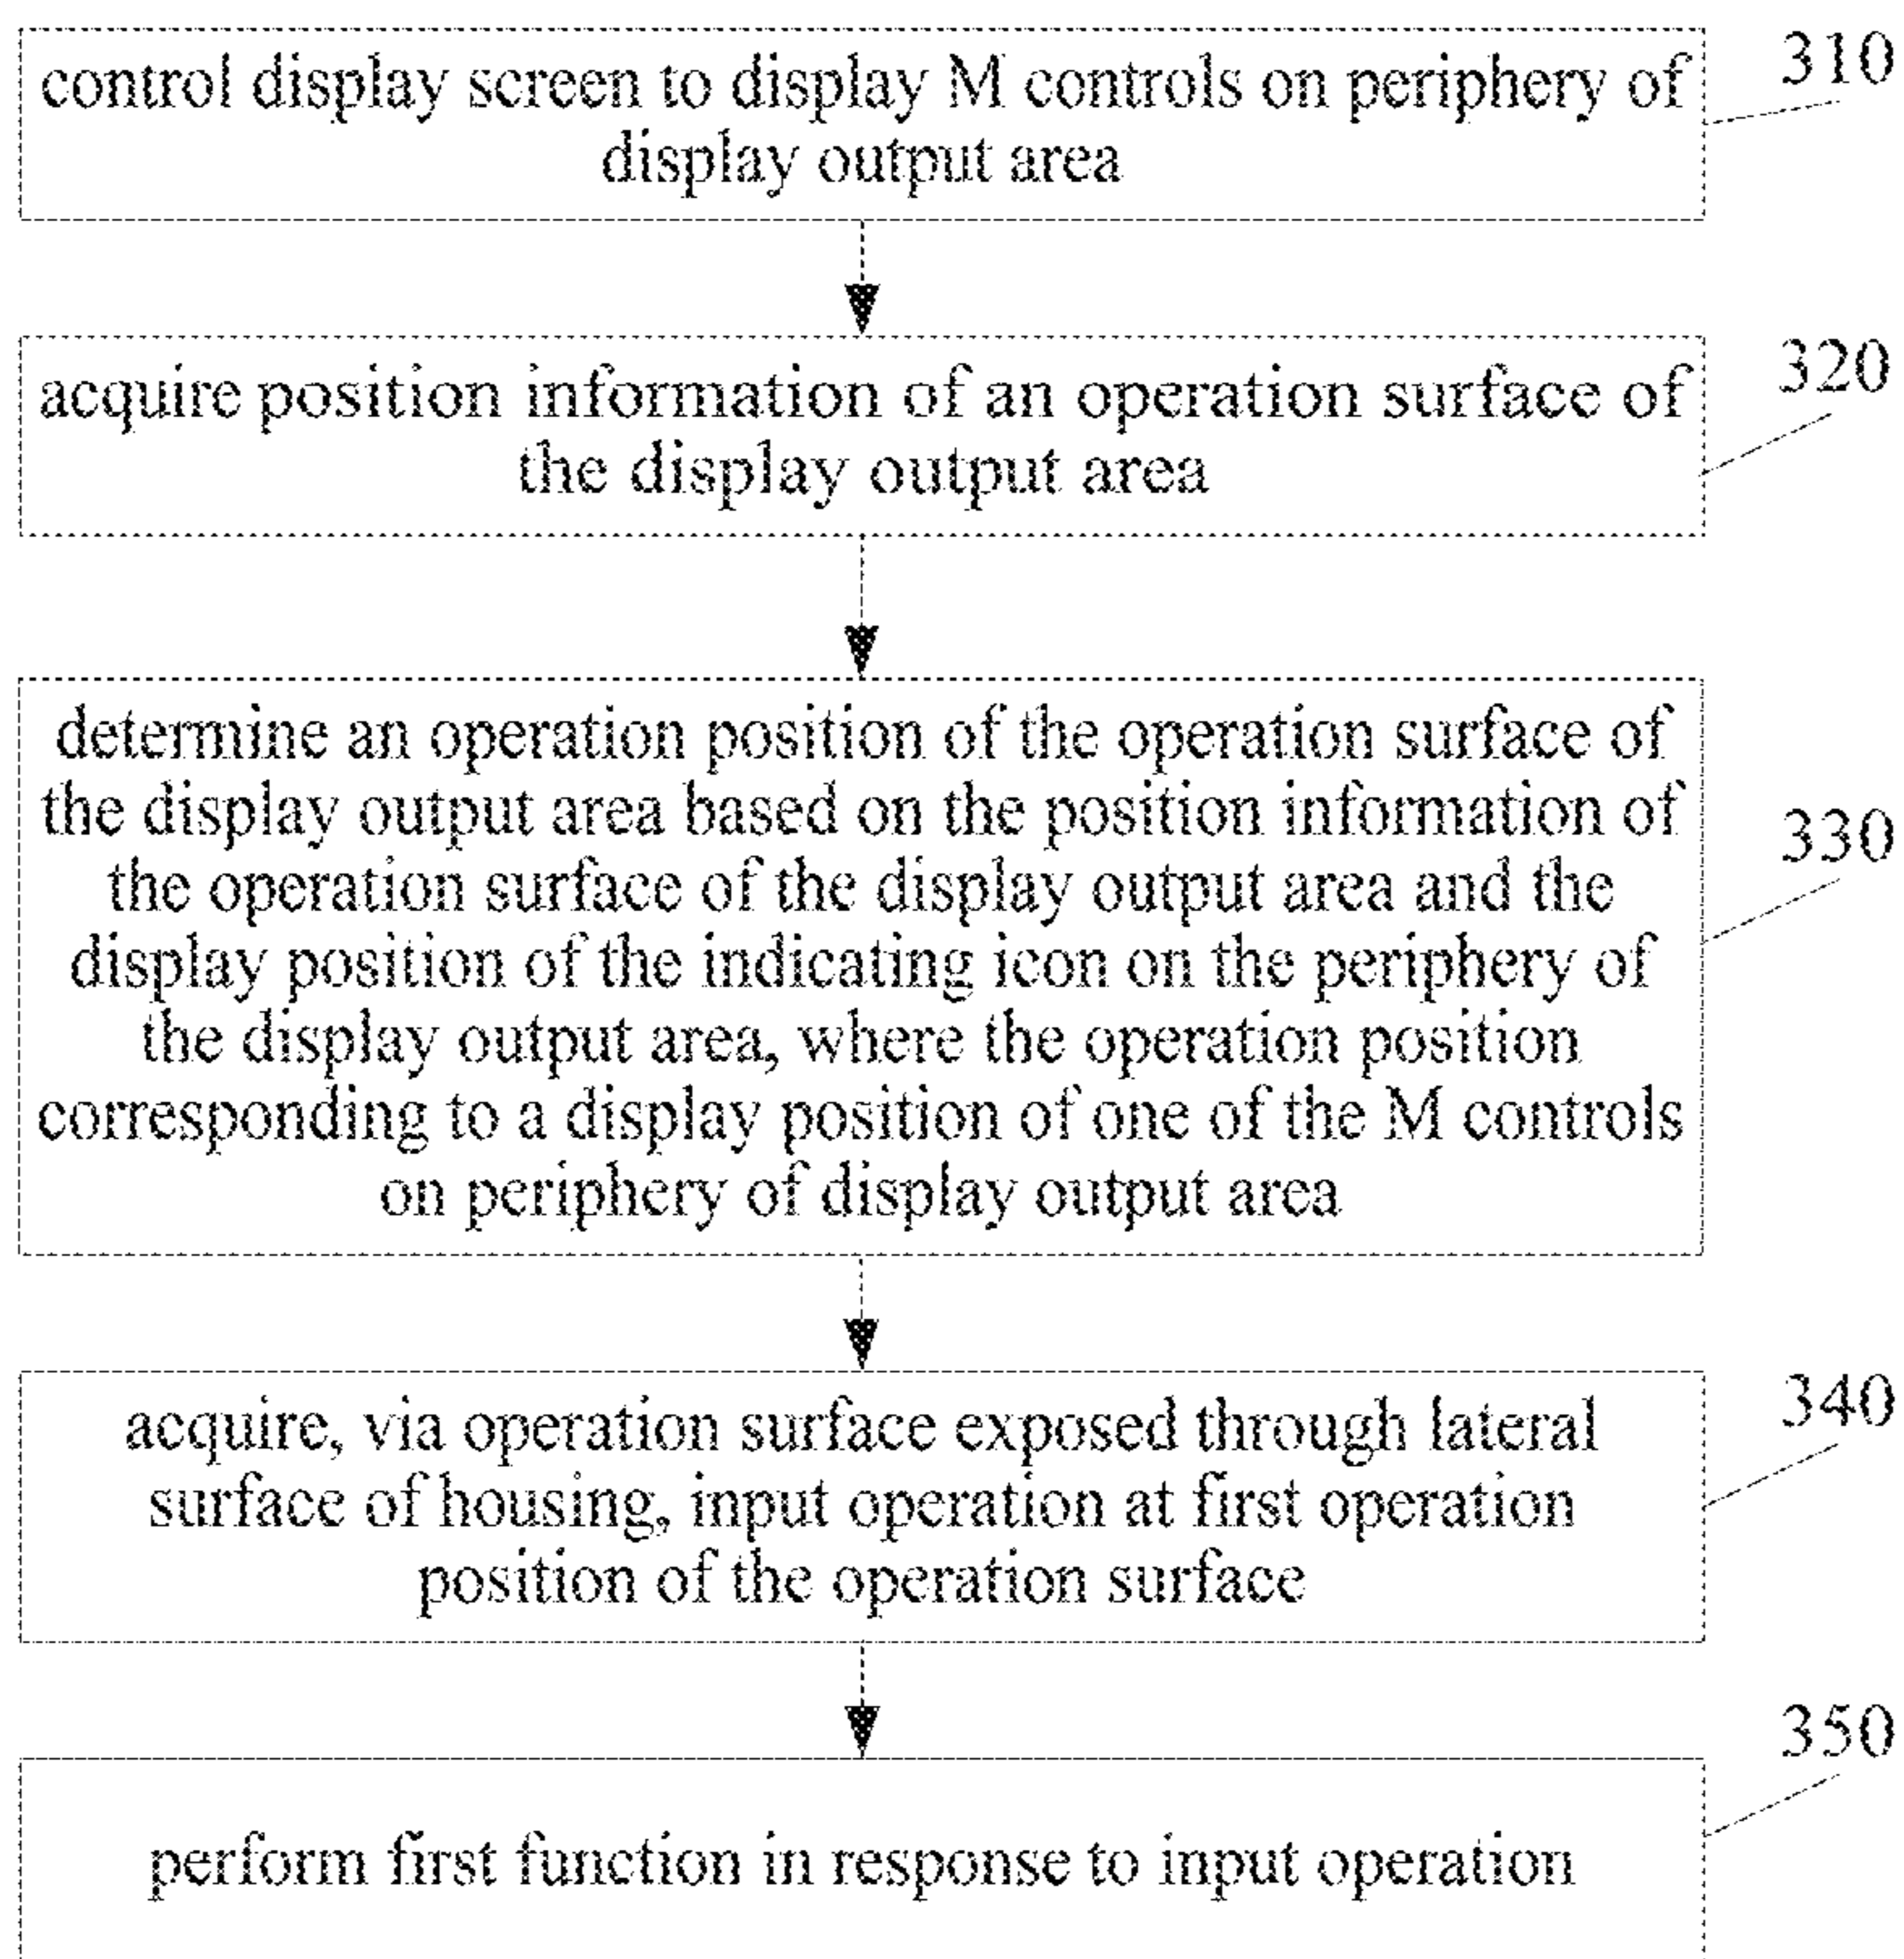 control display screen to display M controls on periphery of
display output area
310
acquire position information of an operation surface of
the display output area
320
determine an operation position of the operation surface of
the display output area based on the position information of
the operation surface of the display output area and the
display position of the indicating icon on the periphery of
the display output area, where the operation position
corresponding to a display position of one of the M controls
on periphery of display output area
330
acquire, via operation surface exposed through lateral
surface of housing, input operation at first operation
position of the operation surface
340
perform first function in response to input operation
350